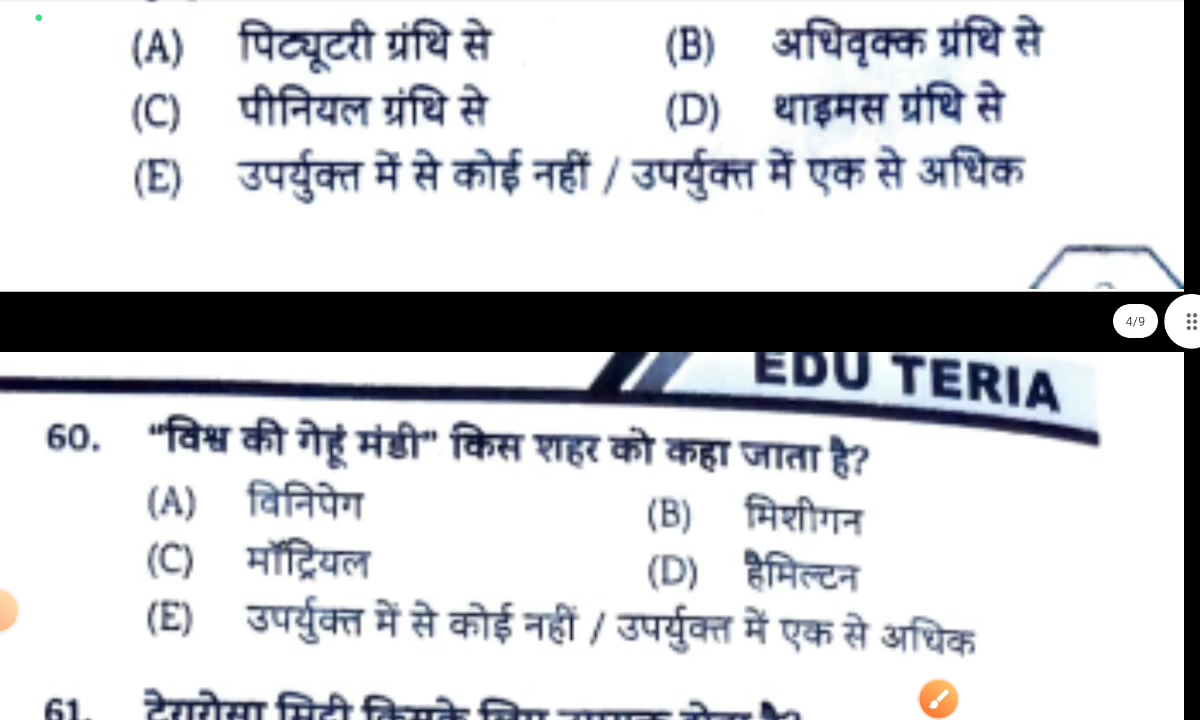 (A) पिट्यूटरी ग्रंथि से (B) अधिवृक्क ग्रंथि से
(C) पीनियल ग्रंथि से (D) थाइमस ग्रंथि से
(E) उपर्युक्त में से कोई नहीं / उपर्युक्त में एक से अधिक
4/9
EDU TERIA
60. “विश्व की गेहूं मंडी” किस शहर को कहा जाता है?
(A) विनिपेग (B) मिशीगन
(C) मॉट्रियल (D) हैमिल्टन
(E) उपर्युक्त में से कोई नहीं / उपर्युक्त में एक से अधिक
61. टेरारोसा मिट्टी किसके लिए